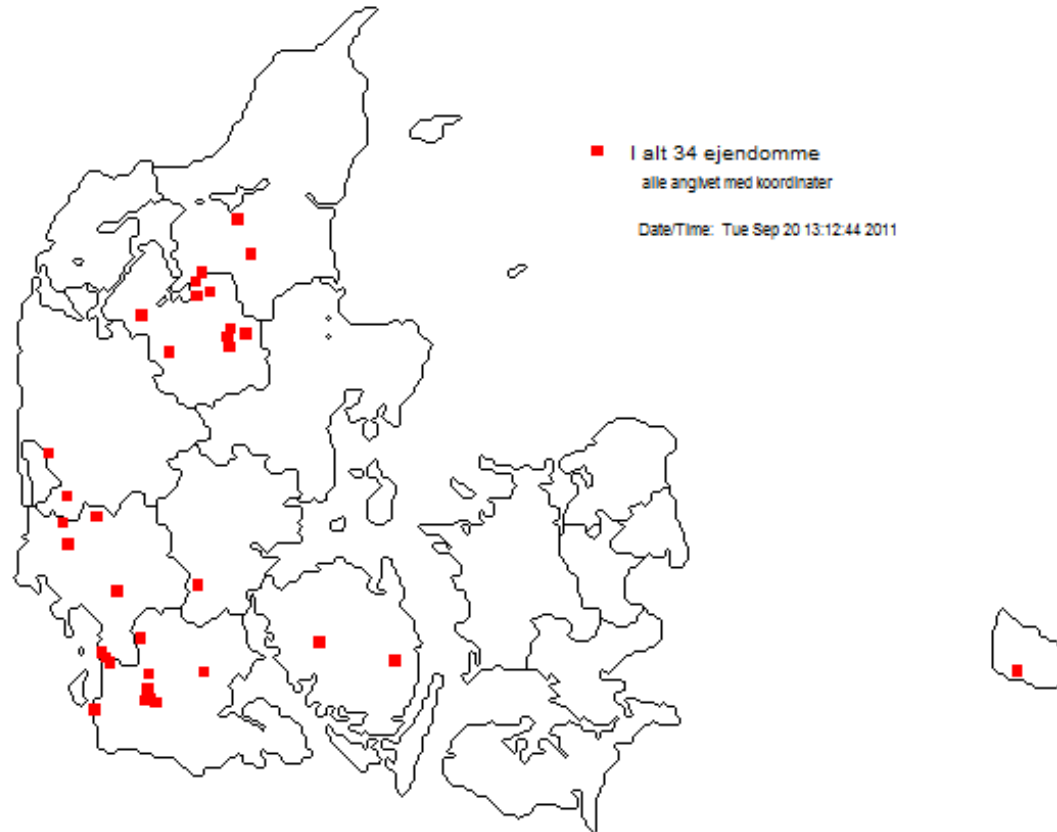 I alt 34 ejendomme
alle angivet med koordinater
Date/Time: Tue Sep 20 13:12:44 2011